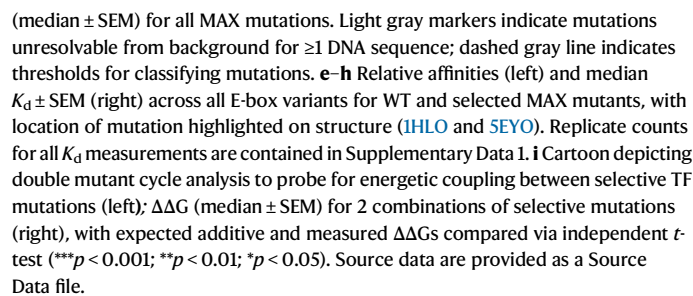 (median ± SEM) for all MAX mutations. Light gray markers indicate mutations
unresolvable from background for ≥1 DNA sequence; dashed gray line indicates
thresholds for classifying mutations. e–h Relative affinities (left) and median
Kd ± SEM (right) across all E-box variants for WT and selected MAX mutants, with
location of mutation highlighted on structure (1HLO and 5EYO). Replicate counts
for all Kd measurements are contained in Supplementary Data 1. i Cartoon depicting
double mutant cycle analysis to probe for energetic coupling between selective TF
mutations (left); ΔΔG (median ± SEM) for 2 combinations of selective mutations
(right), with expected additive and measured ΔΔGs compared via independent t-
test (***p < 0.001; **p < 0.01; *p < 0.05). Source data are provided as a Source
Data file.